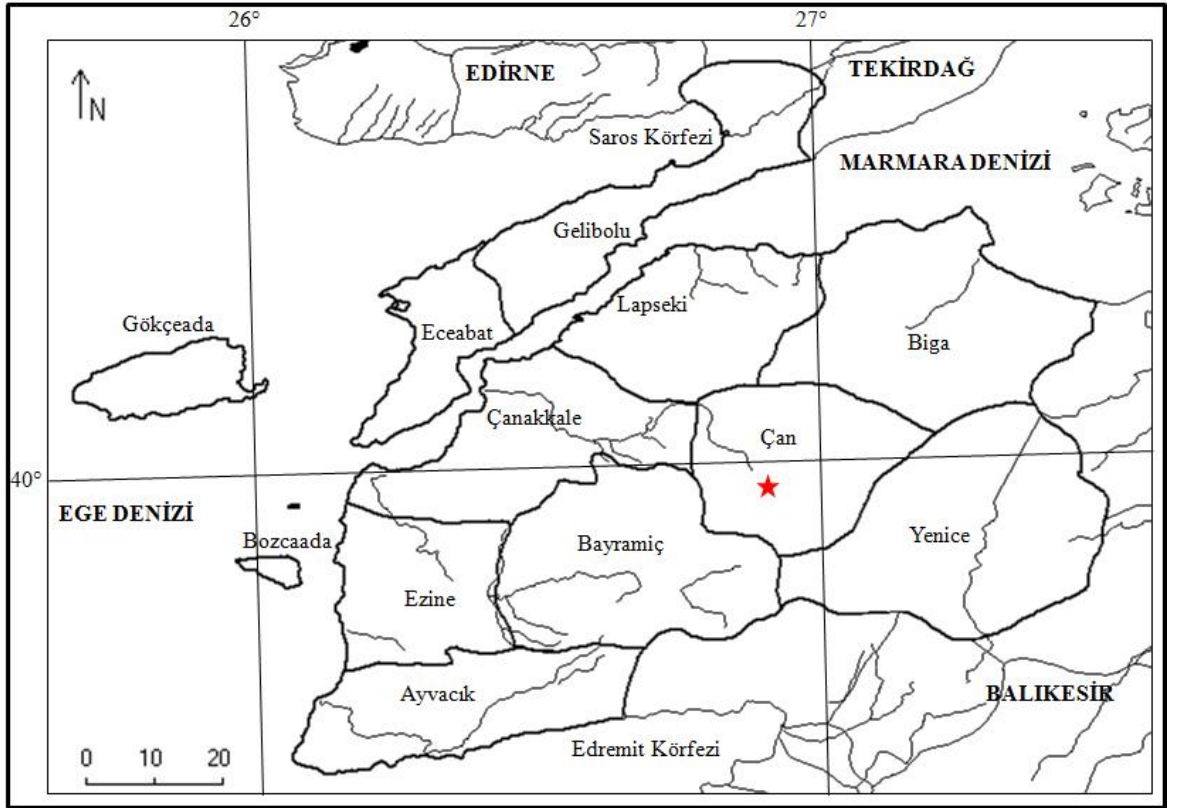 26°
27°
N
EDİRNE
TEKİRDAĞ
Saros Körfezi
MARMARA DENİZİ
Gelibolu
Lapseki
Gökçeada
Eceabat
Biga
Çanakkale
Çan
40°
EGE DENİZİ
Bozcaada
Bayramiç
Yenice
Ezine
Ayvacık
BALIKESİR
Edremit Körfezi
0 10 20